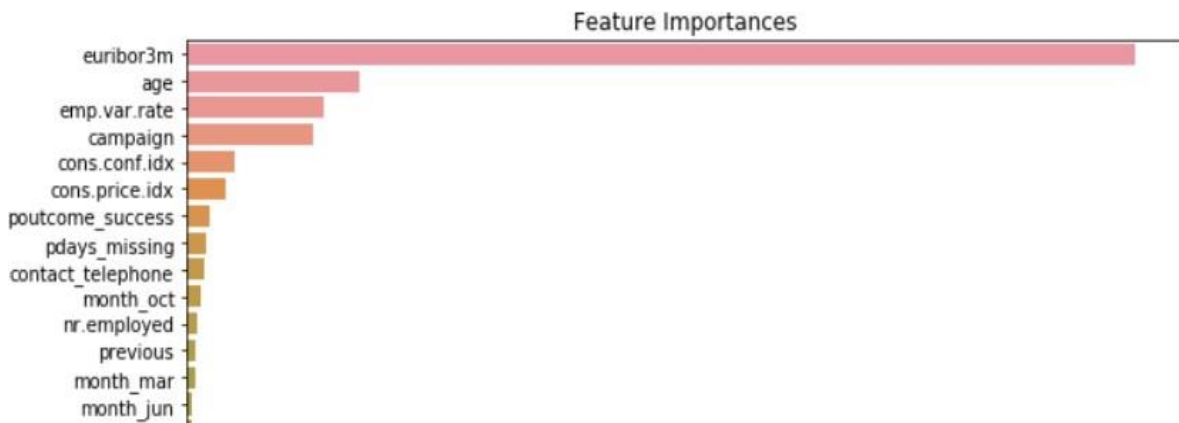 Feature Importances
euribor3m
age
emp.var.rate
campaign
cons.conf.idx
cons.price.idx
poutcome_success
pdays_missing
contact_telephone
month_oct
nr.employed
previous
month_mar
month_jun